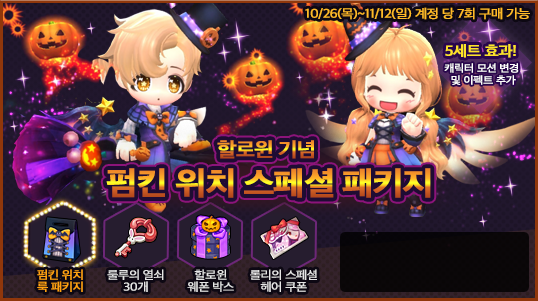 10/26(목)~11/12(일) 계정 당 7회 구매 가능
5세트 효과!
캐릭터 모션 변경
및 이펙트 추가
할로윈 기념
펌킨 위치 스페셜 패키지
펌킨 위치
룩 패키지
룰루의 열쇠
30개
할로윈
웨폰 박스
롤리의 스페셜
헤어 쿠폰